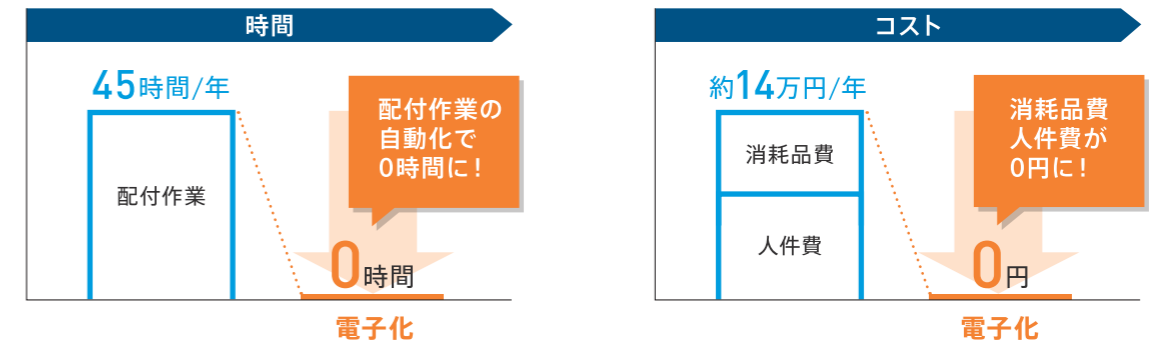 時間
45時間/年
配付作業
配付作業の
自動化で
0時間に！
0時間
電子化
コスト
約14万円/年
消耗品費
人件費
消耗品費
人件費が
0円に！
0円
電子化